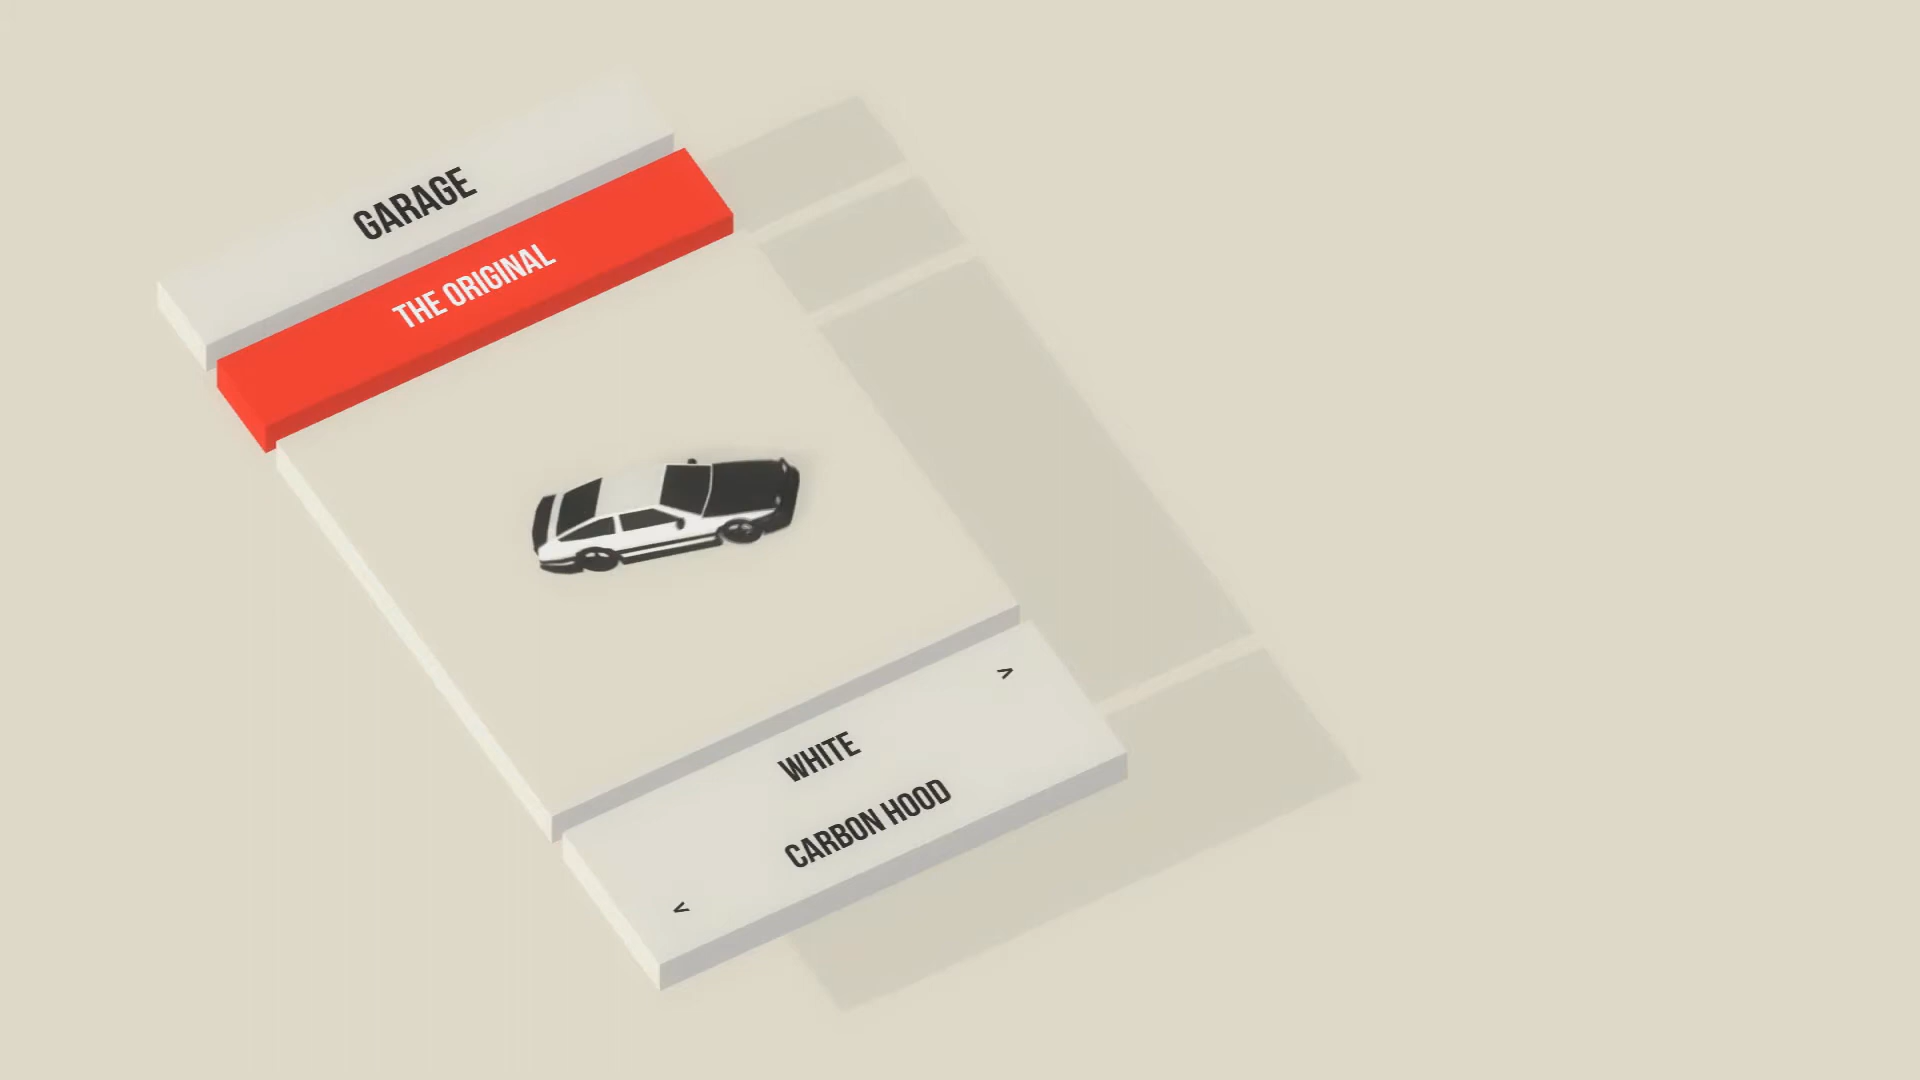 GARAGE
THE ORIGINAL
>
WHITE
CARBON HOOD
<